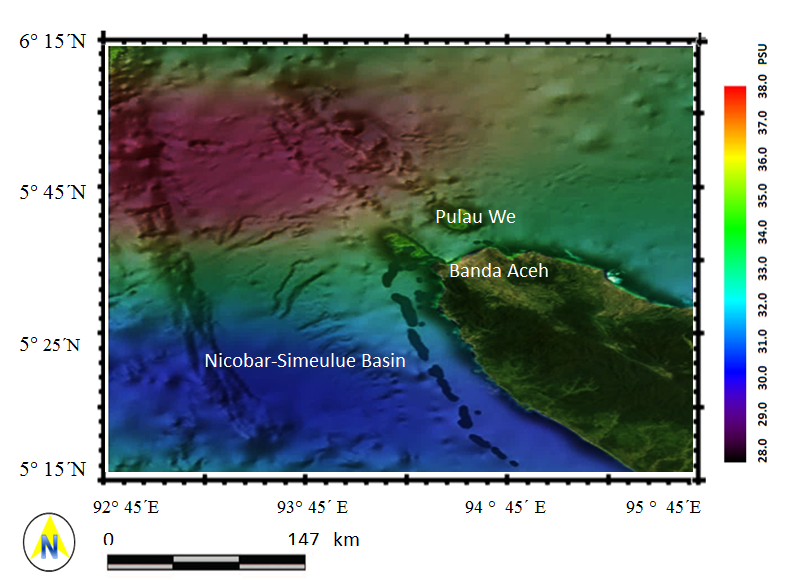 6° 15´N
5° 45´N
5° 25´N
5° 15´N
Pulau We
Banda Aceh
Nicobar-Simeulue Basin
92° 45´E
93° 45´ E
94 ° 45´ E
95 ° 45´E
PSU
38.0
37.0
36.0
35.0
34.0
33.0
32.0
31.0
30.0
29.0
28.0
N
0 147 km